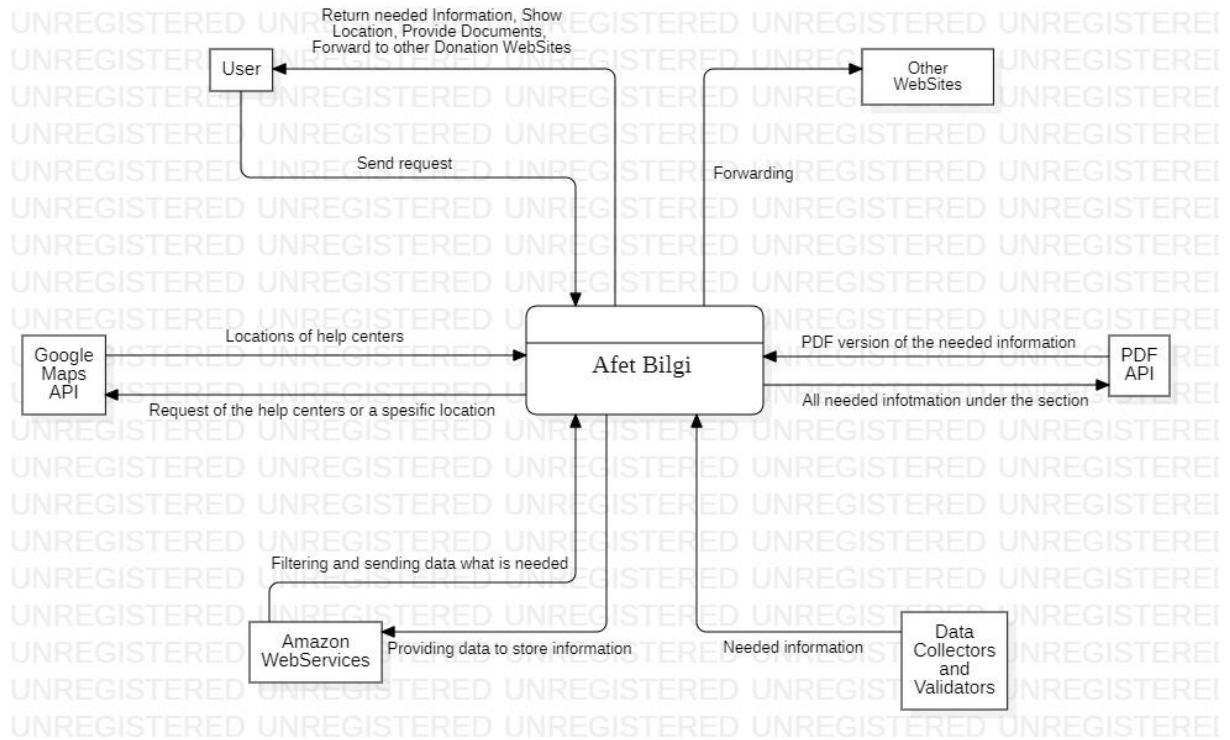 Return needed Information, Show
Location, Provide Documents,
Forward to other Donation WebSites
User
Other
WebSites
Send request
Forwarding
Locations of help centers
PDF version of the needed information
Google
Maps
API
Afet Bilgi
PDF
API
Request of the help centers or a spesific location
All needed infotmation under the section
Filtering and sending data what is needed
Amazon
WebServices
Providing data to store information
Needed information
Data
Collectors
and
Validators
UNREGISTERED